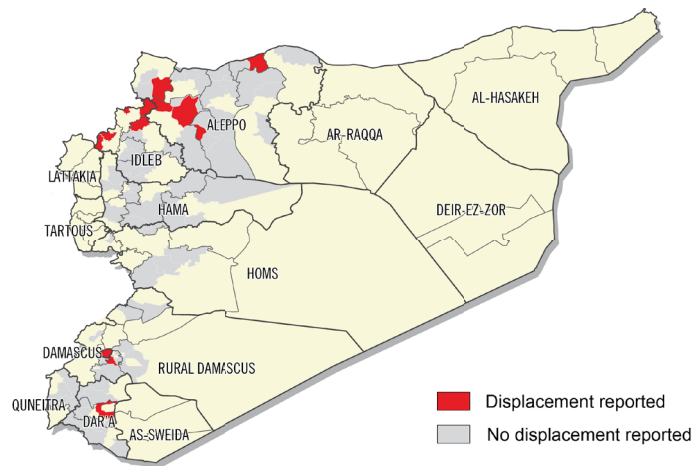 AL-HASAKEH
ALEPPO
AR-RAQQA
IDLEB
LATTAKIA
HAMA
DEIR-EZ-ZOR
TARTOUS
HOMS
DAMASCUS
RURAL DAMASCUS
QUNEITRA
DAR'A
AS-SWEIDA
Displacement reported
No displacement reported